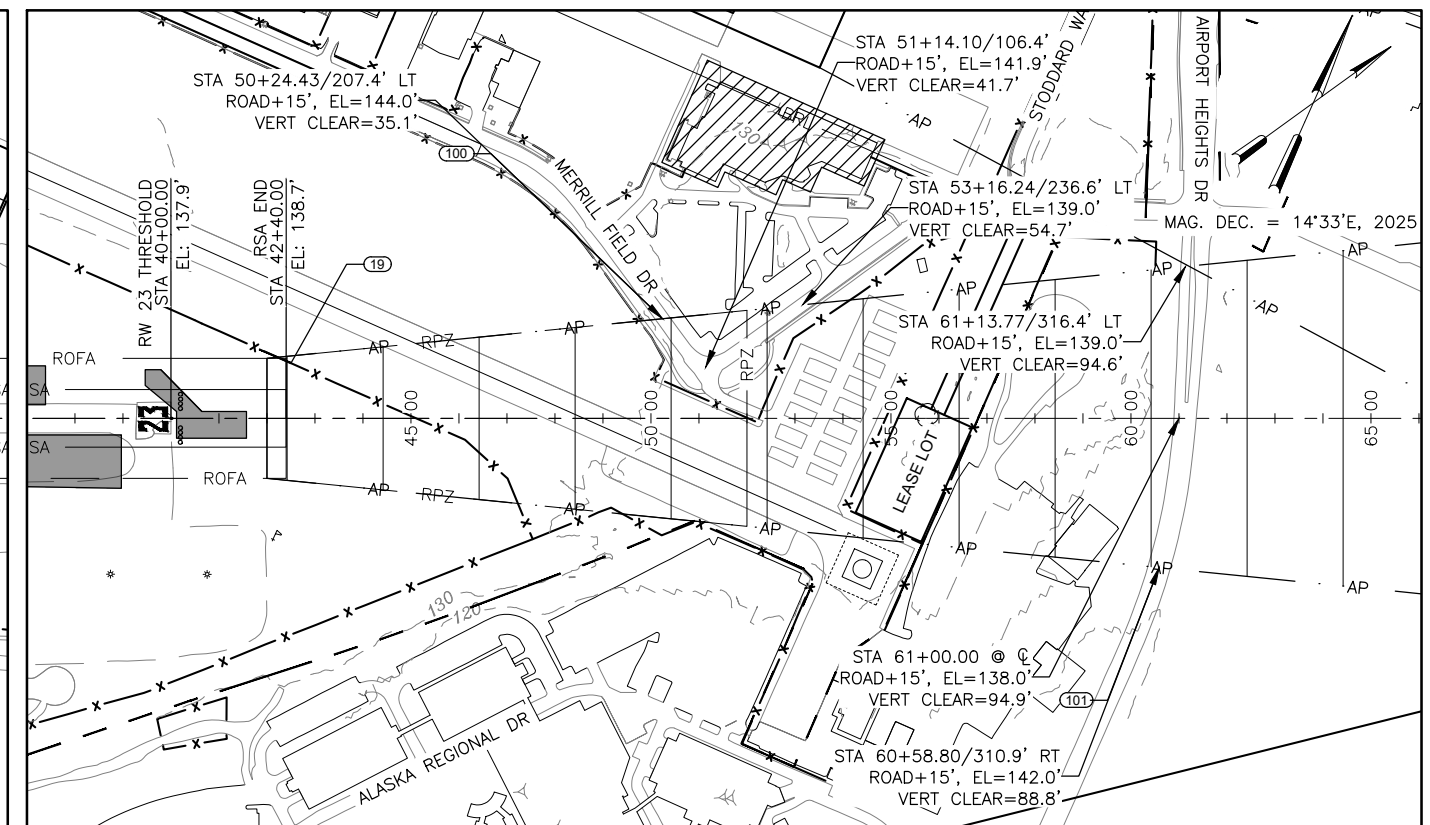 STA 50+24.43/207.4' LT
ROAD+15', EL=144.0'
VERT CLEAR=35.1'
100
STA 51+14.10/106.4'
ROAD+15', EL=141.9'
VERT CLEAR=41.7'
STODDARD WA
AIRPORT HEIGHTS DR
AP
AP
130
MERRILL FIELD DR
STA 53+16.24/236.6' LT
ROAD+15', EL=139.0'
VERT CLEAR=54.7'
MAG. DEC. = 14°33'E, 2025
RW 23 THRESHOLD
STA 40+00.00
EL: 137.9'
RSA END
STA 42+40.00
EL: 138.7'
19
AP
AP
AP
AP
AP
STA 61+13.77/316.4' LT
ROAD+15', EL=139.0'
VERT CLEAR=94.6'
ROFA
AP
RPZ
AP
RPZ
SA
SA
23
45+00
50+00
55+00
60+00
65+00
LEASE LOT
SA
SA
ROFA
AP
RPZ
AP
AP
AP
AP
AP
130
120
ALASKA REGIONAL DR
STA 61+00.00 @ ℄
ROAD+15', EL=138.0'
VERT CLEAR=94.9'
101
STA 60+58.80/310.9' RT
ROAD+15', EL=142.0'
VERT CLEAR=88.8'